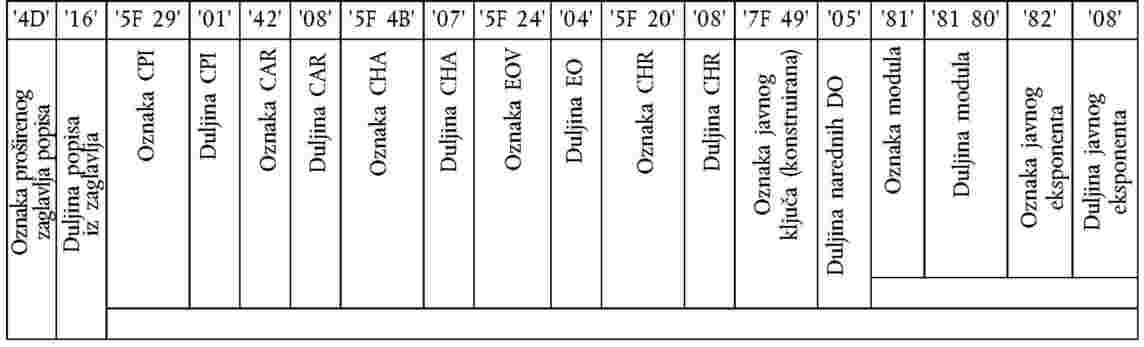 '4D' '16' '5F 29' '01' '42' '08' '5F 4B' '07' '5F 24' '04' '5F 20' '08' '7F 49' '05' '81' '81 80' '82' '08'
Oznaka proširenog
zaglavlja popisa
Duljina popisa
iz zaglavlja
Oznaka CPI
Duljina CPI
Oznaka CAR
Duljina CAR
Oznaka CHA
Duljina CHA
Oznaka EOV
Duljina EO
Oznaka CHR
Duljina CHR
Oznaka javnog
ključa (konstruirana)
Duljina narednih DO
Oznaka modula
Duljina modula
Oznaka javnog
eksponenta
Duljina javnog
eksponenta